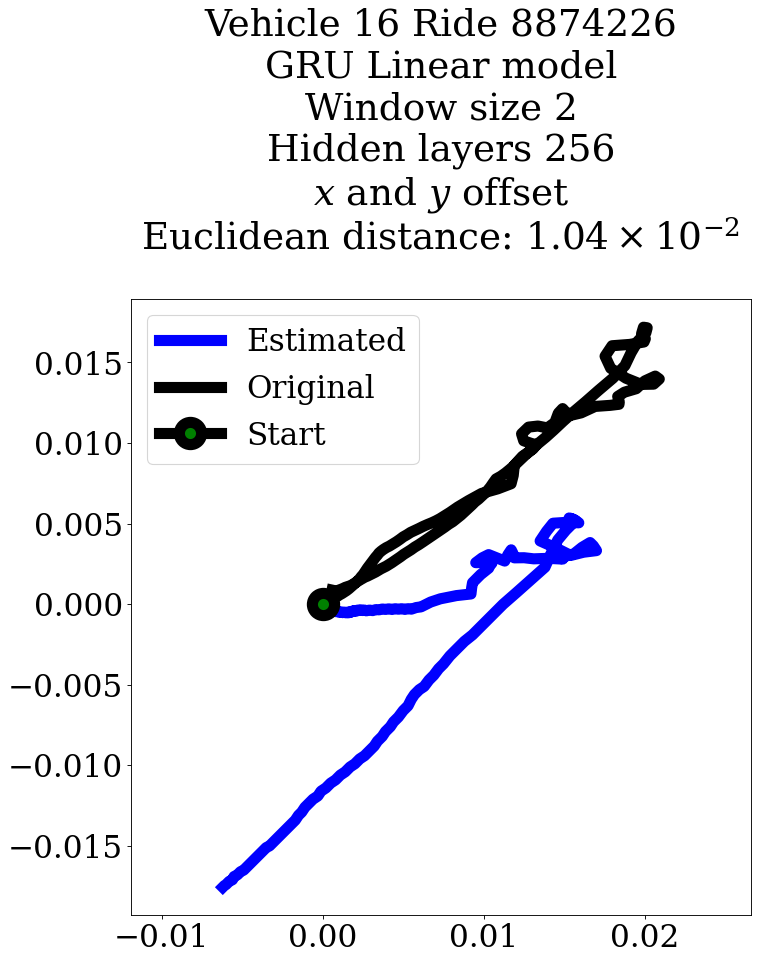 Vehicle 16 Ride 8874226
GRU Linear model
Window size 2
Hidden layers 256
x and y offset
Euclidean distance: 1.04 × 10⁻²
Estimated
Original
Start
0.015
0.010
0.005
0.000
−0.005
−0.010
−0.015
−0.01 0.00 0.01 0.02